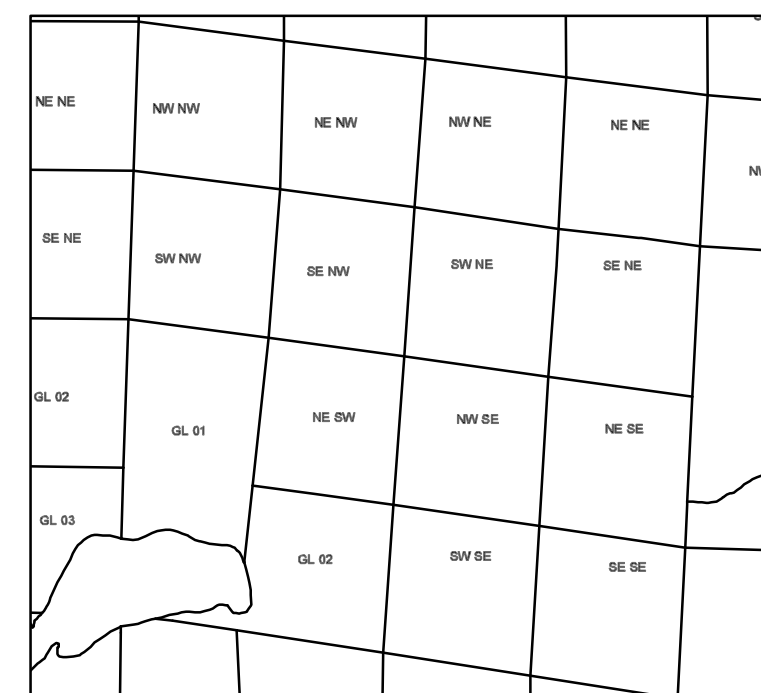 NE NE
NW NW
NE NW
NW NE
NE NE
SE NE
SW NW
SE NW
SW NE
SE NE
GL 02
GL 01
NE SW
NW SE
NE SE
GL 03
GL 02
SW SE
SE SE